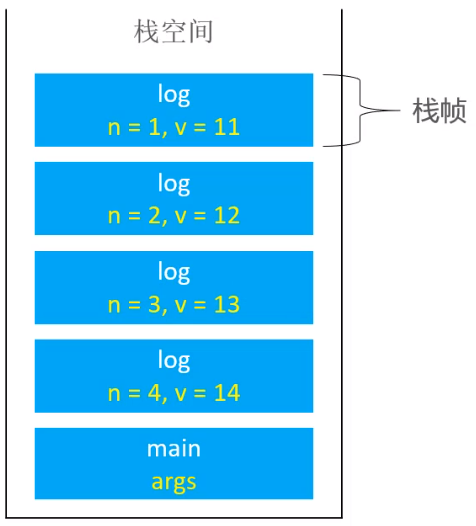 栈空间
log
n = 1, v = 11
栈帧
log
n = 2, v = 12
log
n = 3, v = 13
log
n = 4, v = 14
main
args